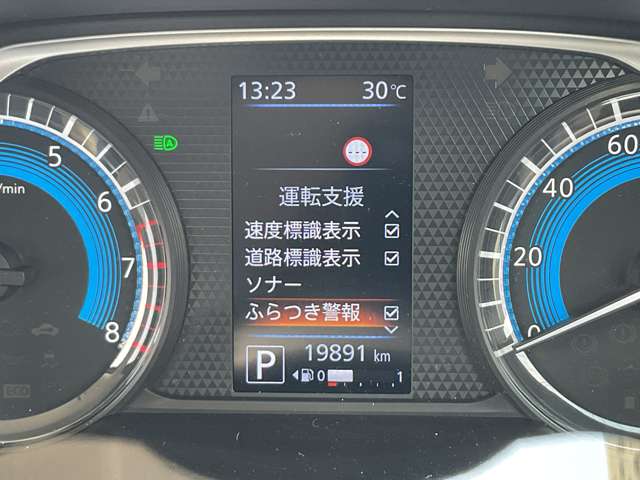 13:23 30℃
運転支援
速度標識表示
道路標識表示
ソナー
ふらつき警報
P 19891 km
0 1
/min
5
6
7
8
ECO
0
20
40
60